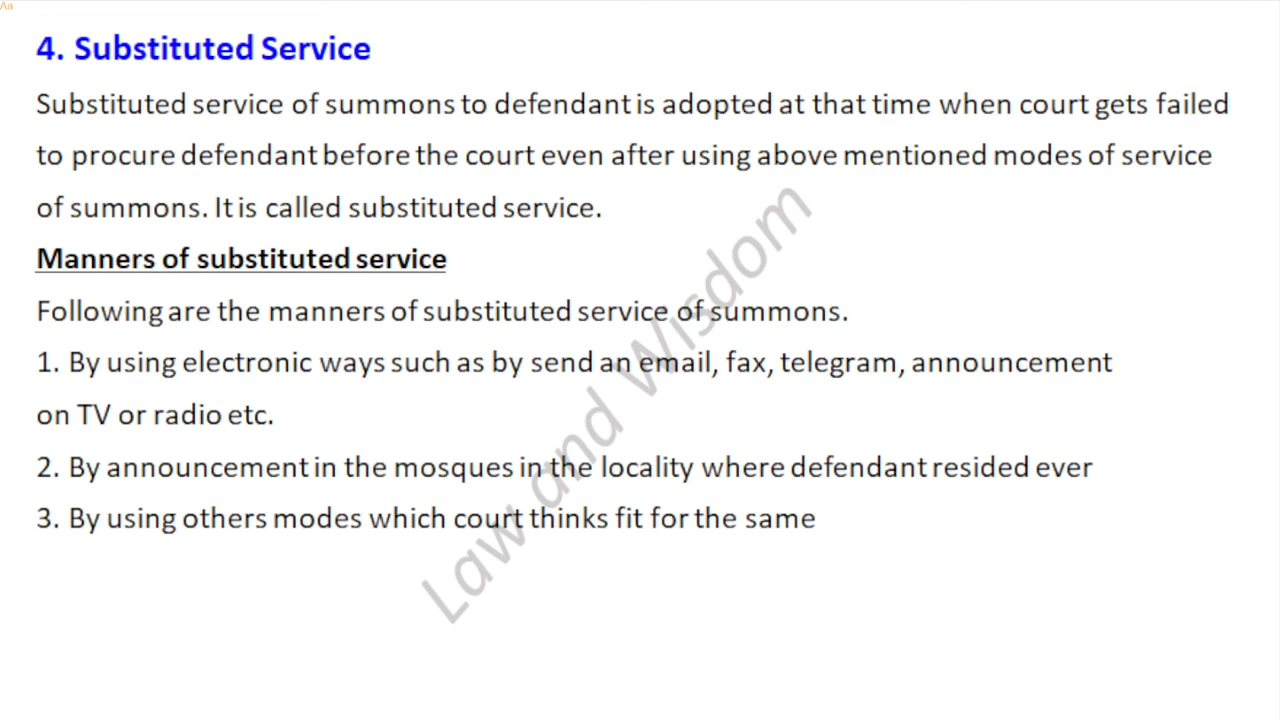 Aa
4. Substituted Service
Substituted service of summons to defendant is adopted at that time when court gets failed
to procure defendant before the court even after using above mentioned modes of service
of summons. It is called substituted service.
Manners of substituted service
Following are the manners of substituted service of summons.
1. By using electronic ways such as by send an email, fax, telegram, announcement
on TV or radio etc.
2. By announcement in the mosques in the locality where defendant resided ever
3. By using others modes which court thinks fit for the same
Law and Wisdom